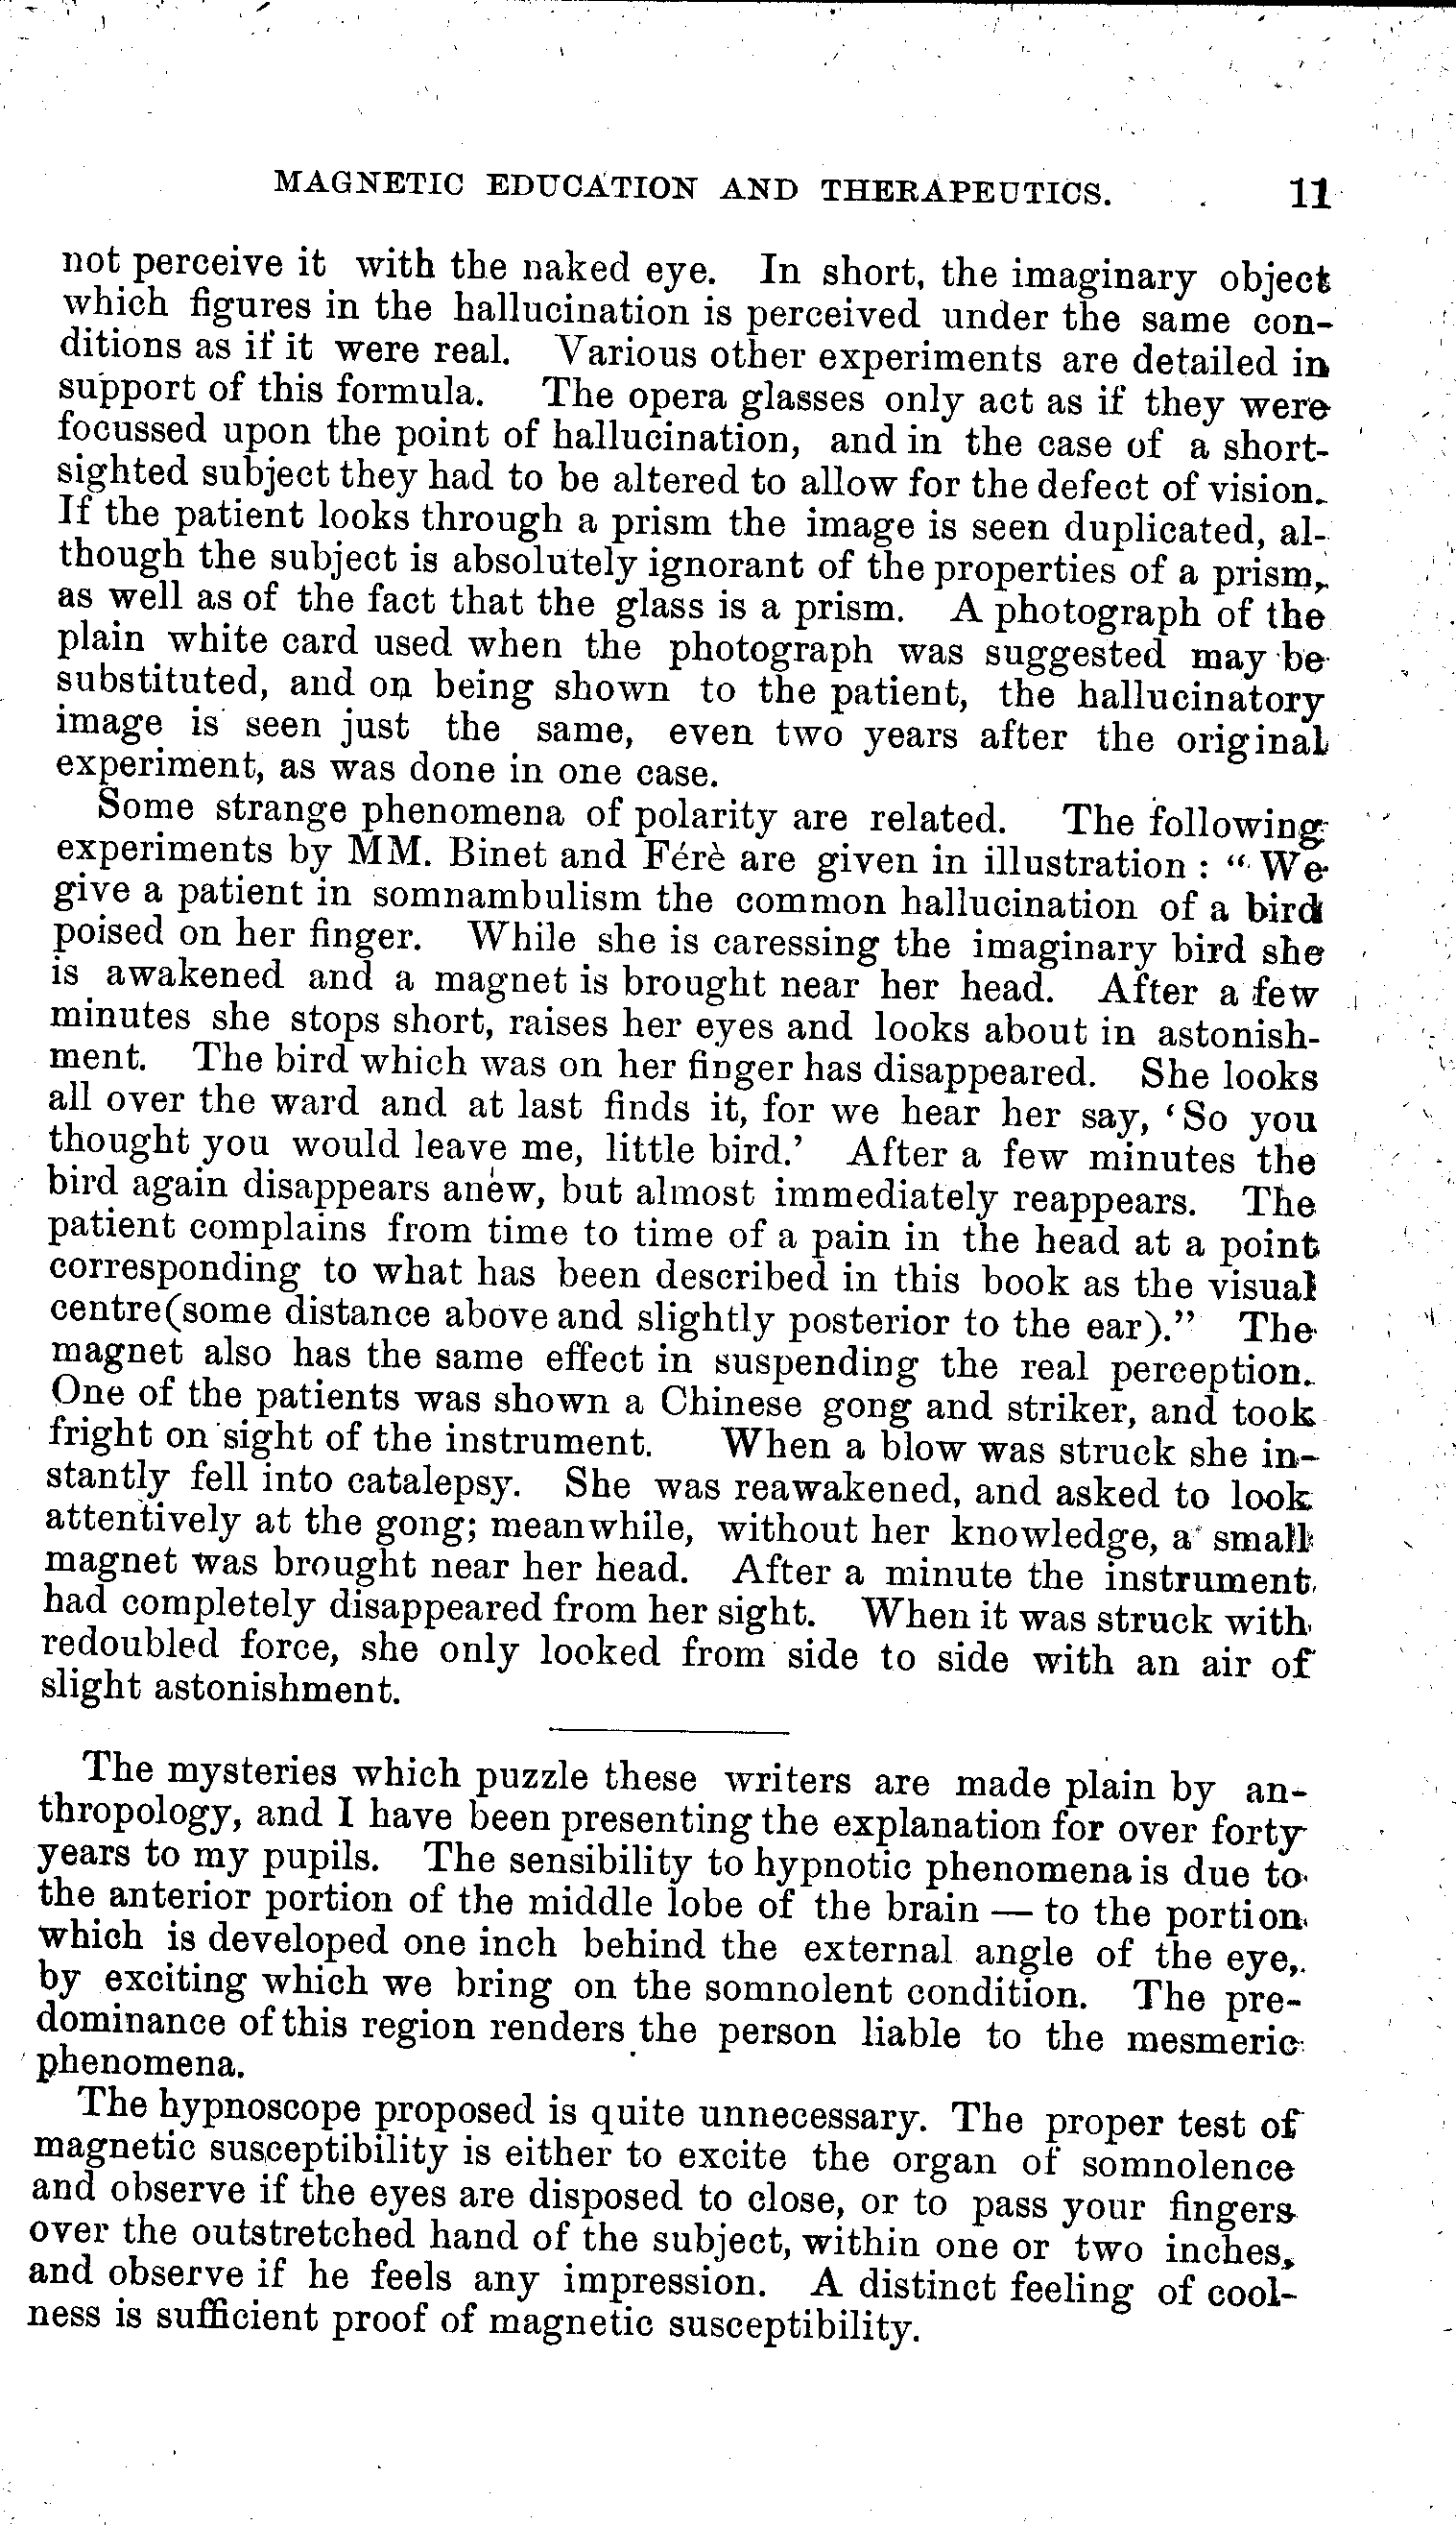 MAGNETIC EDUCATION AND THERAPEUTICS. 11
not perceive it with the naked eye. In short, the imaginary object
which figures in the hallucination is perceived under the same con-
ditions as if it were real. Various other experiments are detailed in
support of this formula. The opera glasses only act as if they were
focussed upon the point of hallucination, and in the case of a short-
sighted subject they had to be altered to allow for the defect of vision.
If the patient looks through a prism the image is seen duplicated, al-
though the subject is absolutely ignorant of the properties of a prism,
as well as of the fact that the glass is a prism. A photograph of the
plain white card used when the photograph was suggested may be
substituted, and on being shown to the patient, the hallucinatory
image is seen just the same, even two years after the original
experiment, as was done in one case.
Some strange phenomena of polarity are related. The following
experiments by MM. Binet and Férè are given in illustration : “ We
give a patient in somnambulism the common hallucination of a bird
poised on her finger. While she is caressing the imaginary bird she
is awakened and a magnet is brought near her head. After a few
minutes she stops short, raises her eyes and looks about in astonish-
ment. The bird which was on her finger has disappeared. She looks
all over the ward and at last finds it, for we hear her say, ‘So you
thought you would leave me, little bird.’ After a few minutes the
bird again disappears anew, but almost immediately reappears. The
patient complains from time to time of a pain in the head at a point
corresponding to what has been described in this book as the visual
centre(some distance above and slightly posterior to the ear).” The
magnet also has the same effect in suspending the real perception.
One of the patients was shown a Chinese gong and striker, and took
fright on sight of the instrument. When a blow was struck she in-
stantly fell into catalepsy. She was reawakened, and asked to look
attentively at the gong; meanwhile, without her knowledge, a small
magnet was brought near her head. After a minute the instrument
had completely disappeared from her sight. When it was struck with
redoubled force, she only looked from side to side with an air of
slight astonishment.
The mysteries which puzzle these writers are made plain by an-
thropology, and I have been presenting the explanation for over forty
years to my pupils. The sensibility to hypnotic phenomena is due to
the anterior portion of the middle lobe of the brain — to the portion
which is developed one inch behind the external angle of the eye,
by exciting which we bring on the somnolent condition. The pre-
dominance of this region renders the person liable to the mesmeric
phenomena.
The hypnoscope proposed is quite unnecessary. The proper test of
magnetic susceptibility is either to excite the organ of somnolence
and observe if the eyes are disposed to close, or to pass your fingers
over the outstretched hand of the subject, within one or two inches,
and observe if he feels any impression. A distinct feeling of cool-
ness is sufficient proof of magnetic susceptibility.